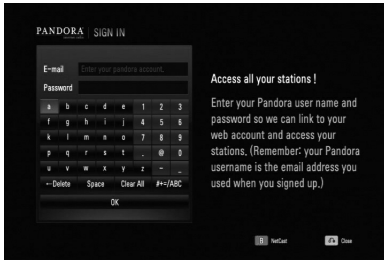 PANDORA SIGN IN
E-mail Enter your pandora account.
Password
a b c d e 1 2 3
f g h i j 4 5 6
k l m n o 7 8 9
p q r s t . @ 0
u v w x y z - _
←Delete Space Clear All #+=/ABC
OK
Access all your stations !
Enter your Pandora user name and
password so we can link to your
web account and access your
stations. (Remember: your Pandora
username is the email address you
used when you signed up.)
NetCast
Close